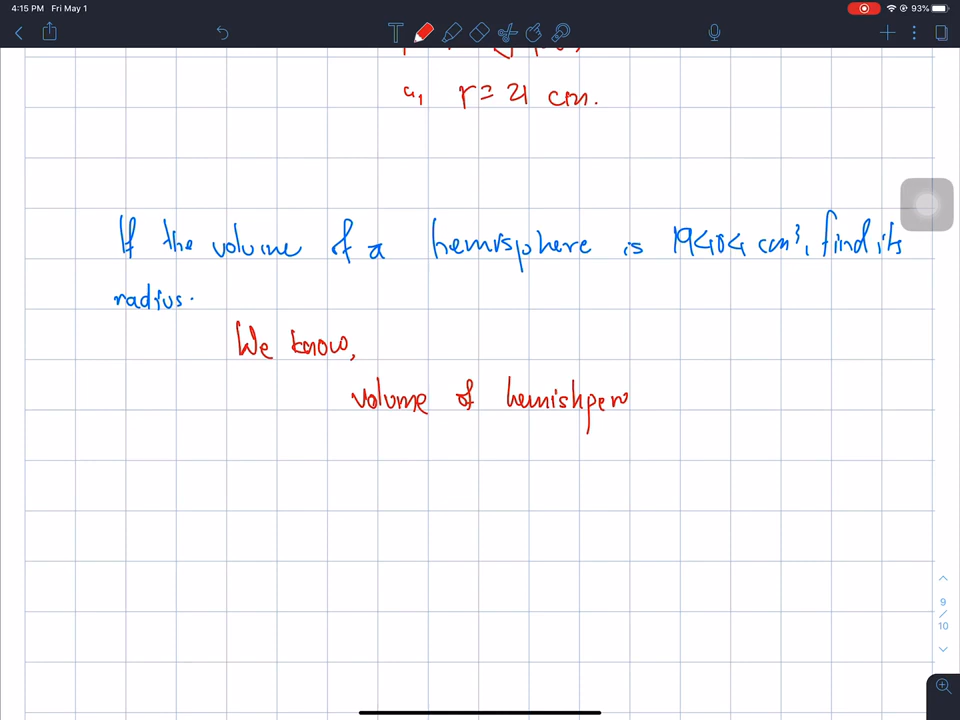 4:15 PM Fri May 1
93%
r = 21 cm.
If the volume of a hemisphere is 19404 cm³, find its
radius.
We know,
volume of hemishper
9
/
10